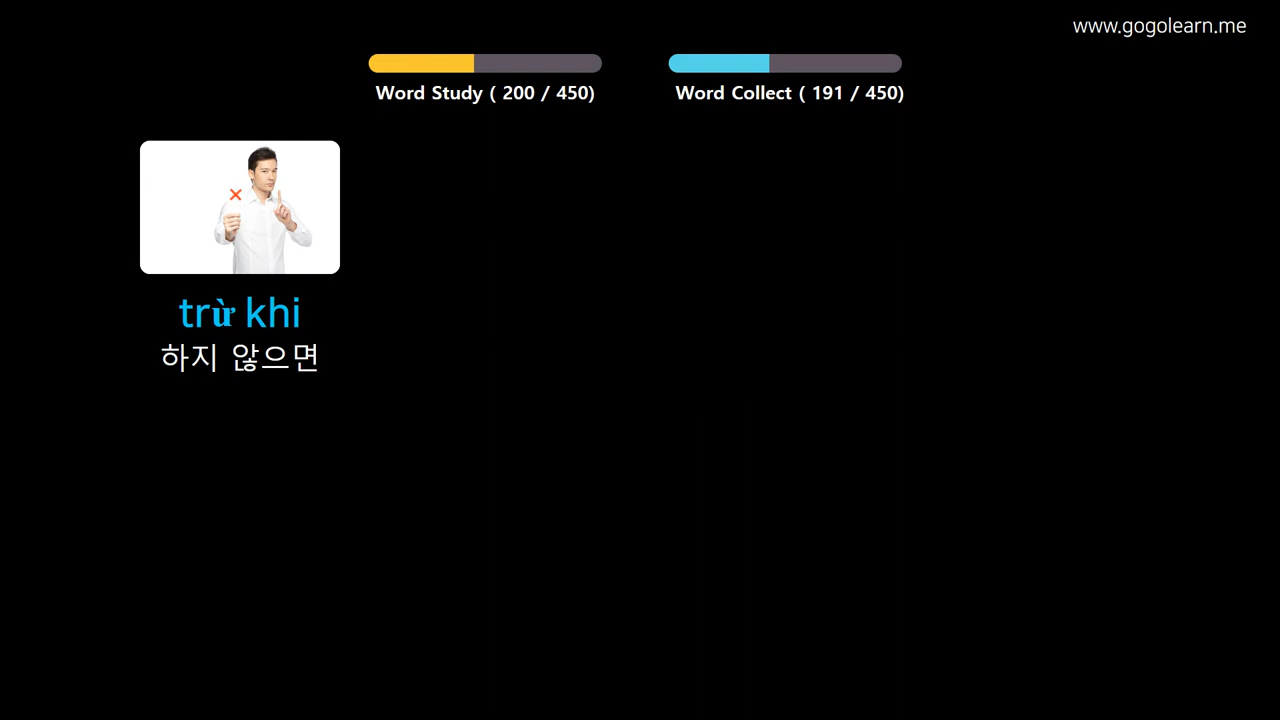 www.gogolearn.me
Word Study ( 200 / 450)
Word Collect ( 191 / 450)
trừ khi
하지 않으면